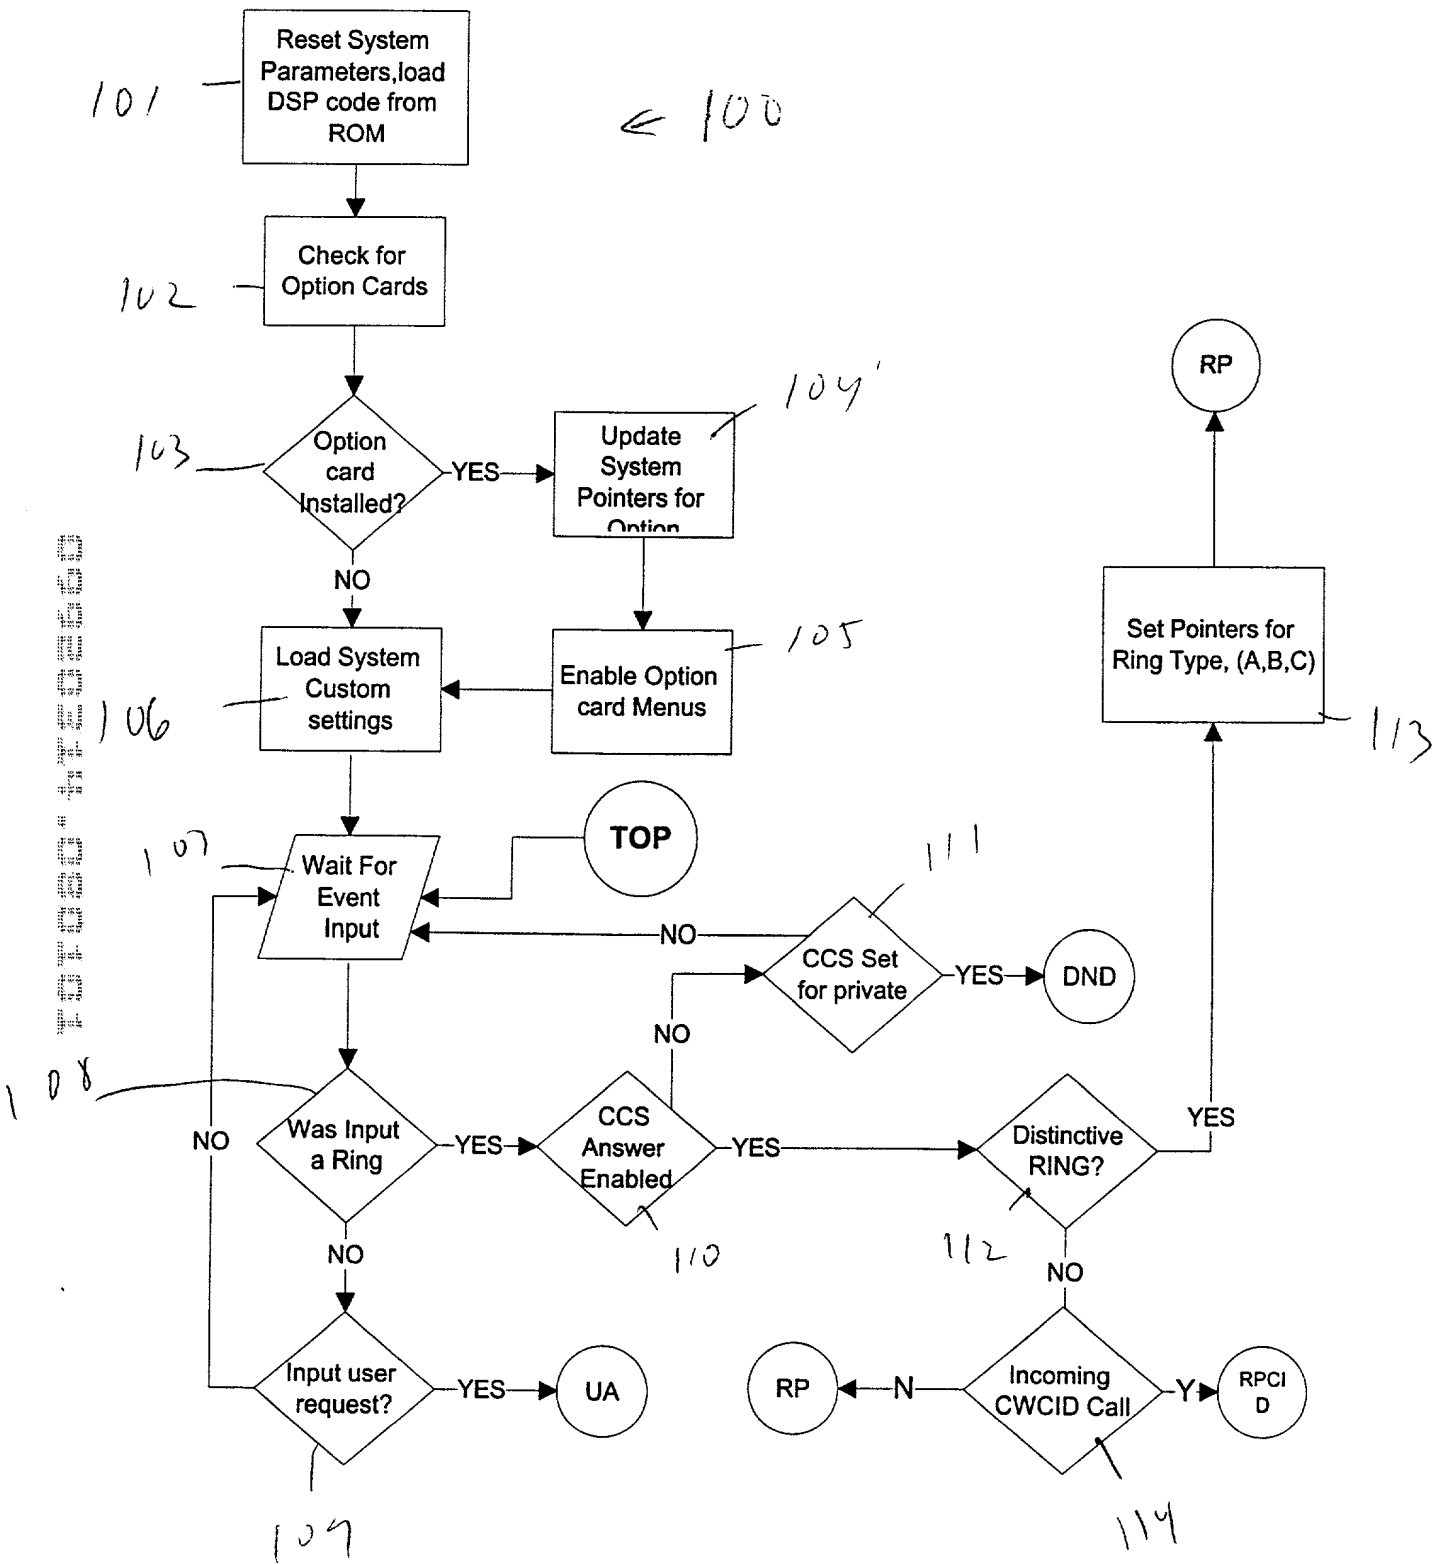 Reset System
Parameters,load
DSP code from
ROM
101
100
Check for
Option Cards
102
RP
104'
Option
card
Installed?
103
YES
Update
System
Pointers for
Option
NO
Set Pointers for
Ring Type, (A,B,C)
113
Load System
Custom
settings
106
Enable Option
card Menus
105
TOP
107
Wait For
Event
Input
111
NO
CCS Set
for private
YES
DND
NO
108
NO
Was Input
a Ring
YES
CCS
Answer
Enabled
YES
Distinctive
RING?
YES
110
112
NO
NO
Input user
request?
YES
UA
RP
N
Incoming
CWCID Call
Y
RPCI
D
109
114